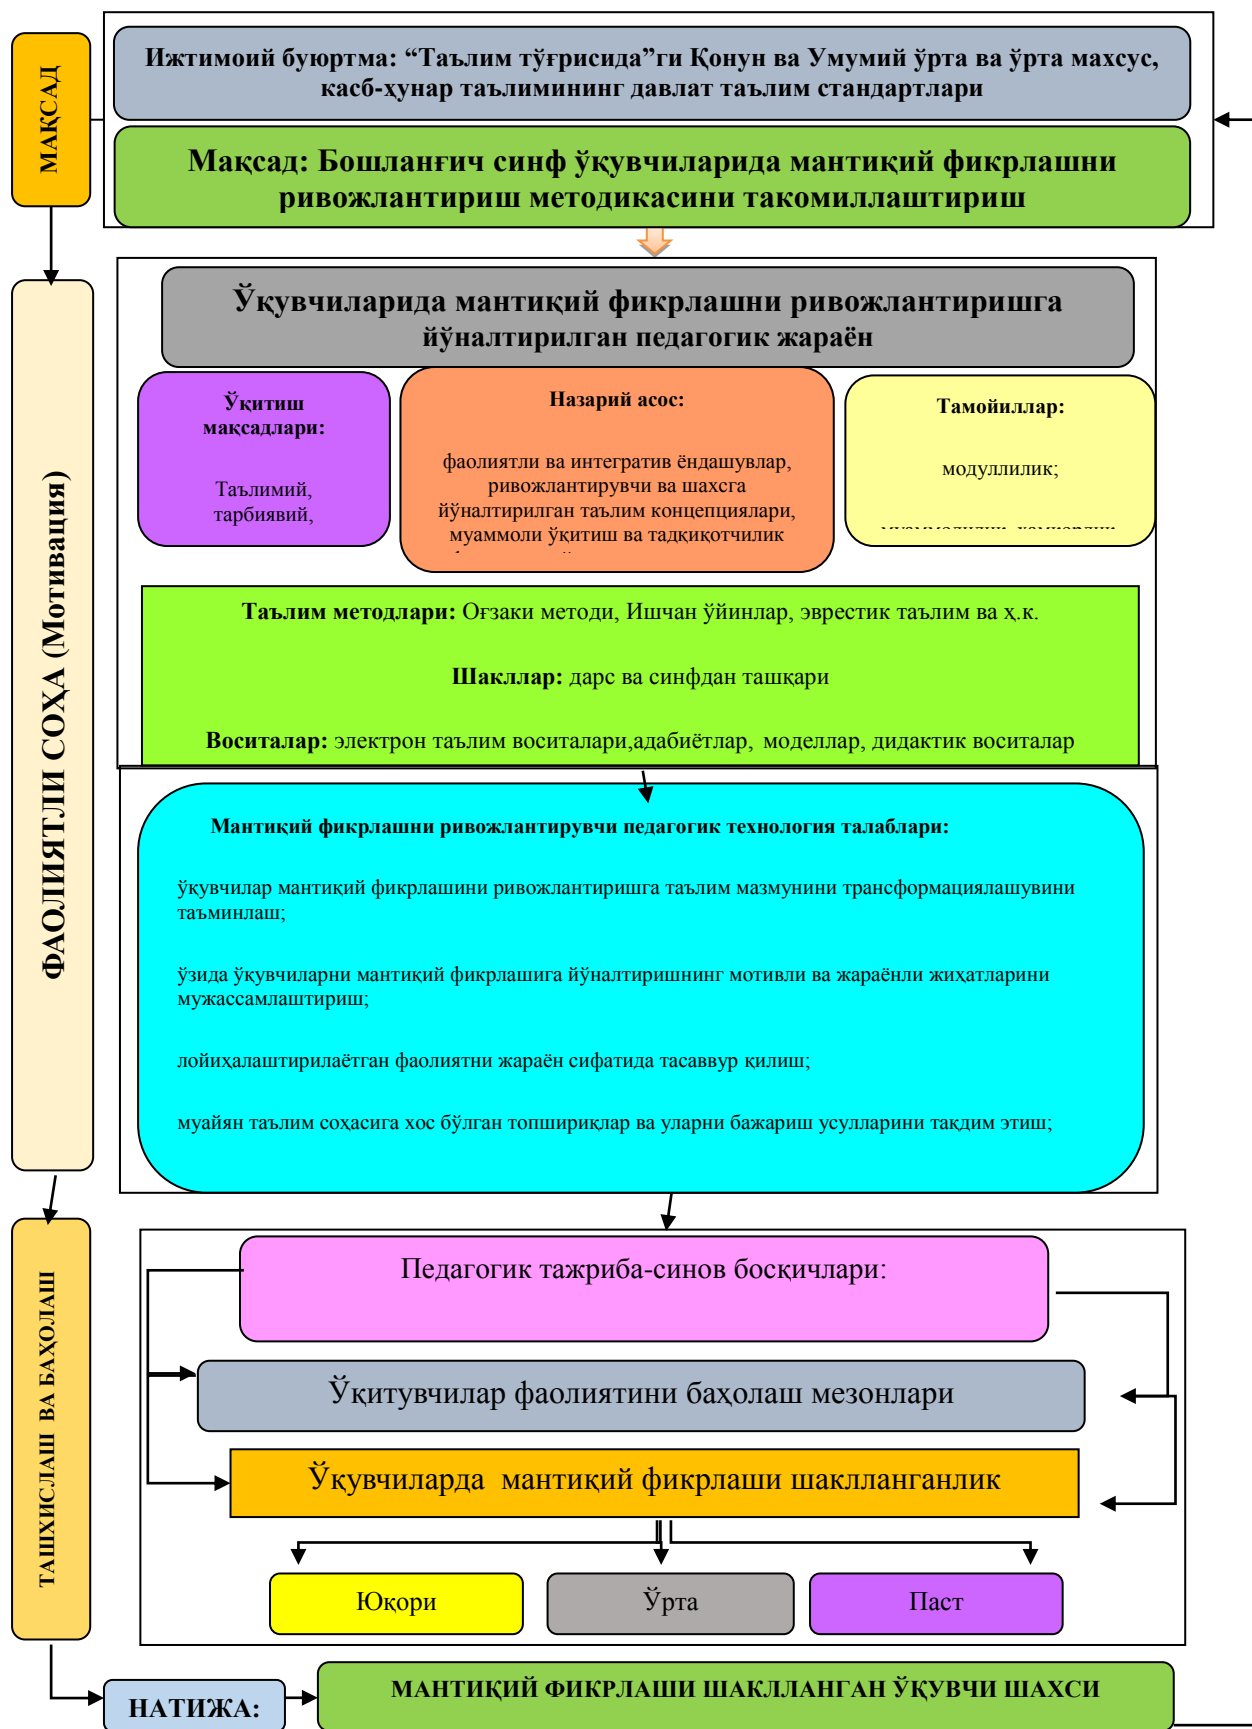 МАҚСАД
Ижтимоий буюртма: “Таълим тўғрисида”ги Қонун ва Умумий ўрта ва ўрта махсус,
касб-ҳунар таълимининг давлат таълим стандартлари
Мақсад: Бошланғич синф ўқувчиларида мантиқий фикрлашни
ривожлантириш методикасини такомиллаштириш
ФАОЛИЯТЛИ СОҲА (Мотивация)
Ўқувчиларида мантиқий фикрлашни ривожлантиришга
йўналтирилган педагогик жараён
Ўқитиш
мақсадлари:
Таълимий,
тарбиявий,
Назарий асос:
фаолиятли ва интегратив ёндашувлар,
ривожлантирувчи ва шахсга
йўналтирилган таълим концепциялари,
муаммоли ўқитиш ва тадқиқотчилик
Тамойиллар:
модуллилик;
Таълим методлари: Оғзаки методи, Ишчан ўйинлар, эврестик таълим ва ҳ.к.
Шакллар: дарс ва синфдан ташқари
Воситалар: электрон таълим воситалари,адабиётлар, моделлар, дидактик воситалар
Мантиқий фикрлашни ривожлантирувчи педагогик технология талаблари:
ўқувчилар мантиқий фикрлашини ривожлантиришга таълим мазмунини трансформациялашувини
таъминлаш;
ўзида ўқувчиларни мантиқий фикрлашига йўналтиришнинг мотивли ва жараёнли жиҳатларини
мужассамлаштириш;
лойиҳалаштирилаётган фаолиятни жараён сифатида тасаввур қилиш;
муайян таълим соҳасига хос бўлган топшириқлар ва уларни бажариш усулларини тақдим этиш;
ТАШХИСЛАШ ВА БАҲОЛАШ
Педагогик тажриба-синов босқичлари:
Ўқитувчилар фаолиятини баҳолаш мезонлари
Ўқувчиларда мантиқий фикрлаши шаклланганлик
Юқори
Ўрта
Паст
НАТИЖА:
МАНТИҚИЙ ФИКРЛАШИ ШАКЛЛАНГАН ЎҚУВЧИ ШАХСИ